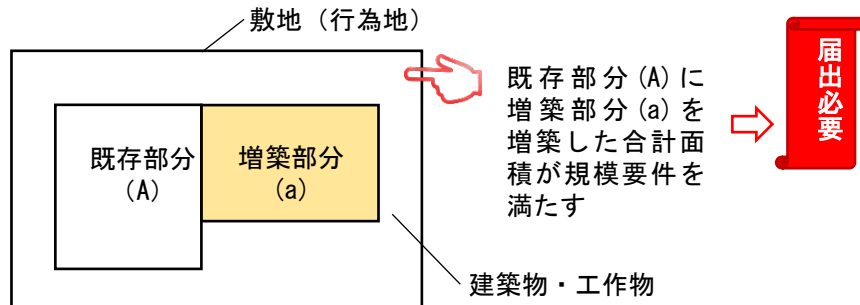 敷地（行為地）
既存部分
(A)
増築部分
(a)
既存部分(A)に
増築部分(a)を
増築した合計面
積が規模要件を
満たす
届出必要
建築物・工作物